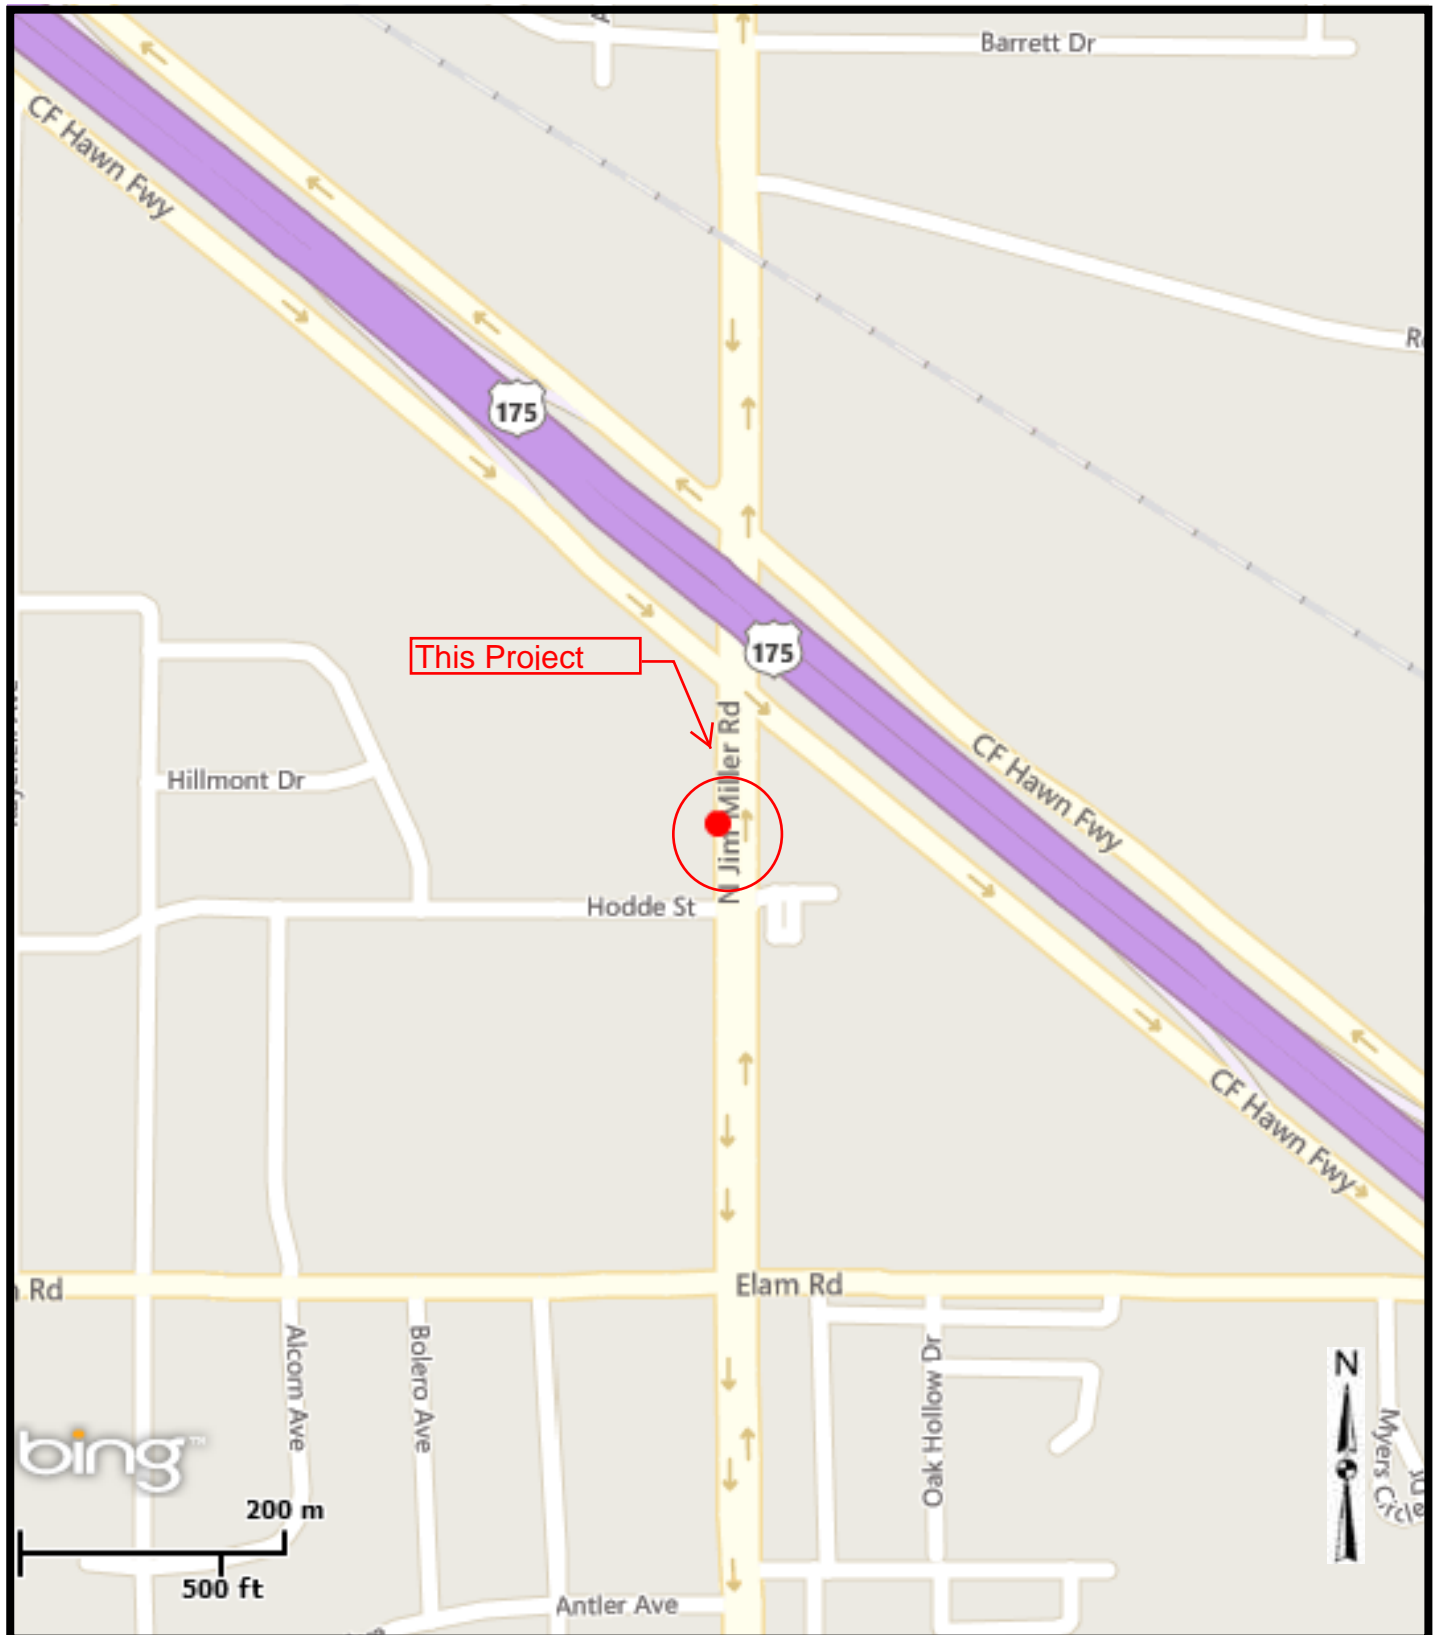 Barrett Dr
CF Hawn Fwy
175
This Project
175
N Jim Miller Rd
CF Hawn Fwy
Hillmont Dr
Hodde St
CF Hawn Fwy
Rd
Elam Rd
Alcorn Ave
Bolero Ave
Oak Hollow Dr
N
Myers Circle
bing™
200 m
500 ft
Antler Ave